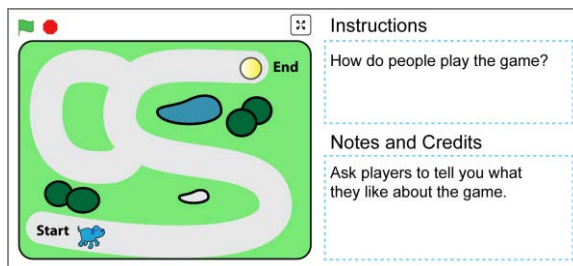 Instructions
How do people play the game?
End
Notes and Credits
Ask players to tell you what
they like about the game.
Start